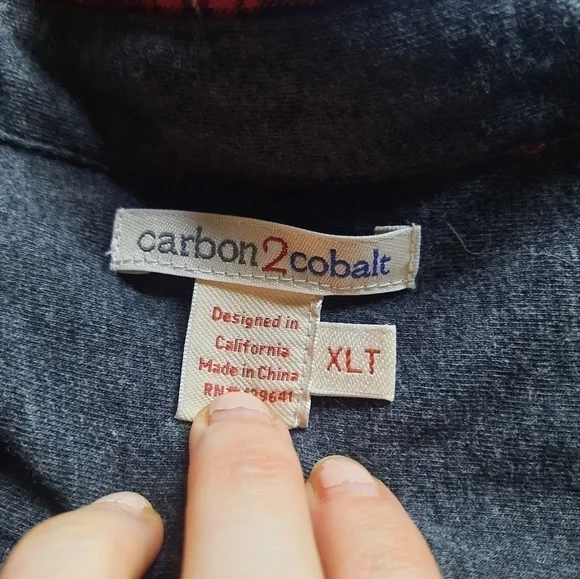 carbon2cobalt
Designed in
California
Made in China
XLT